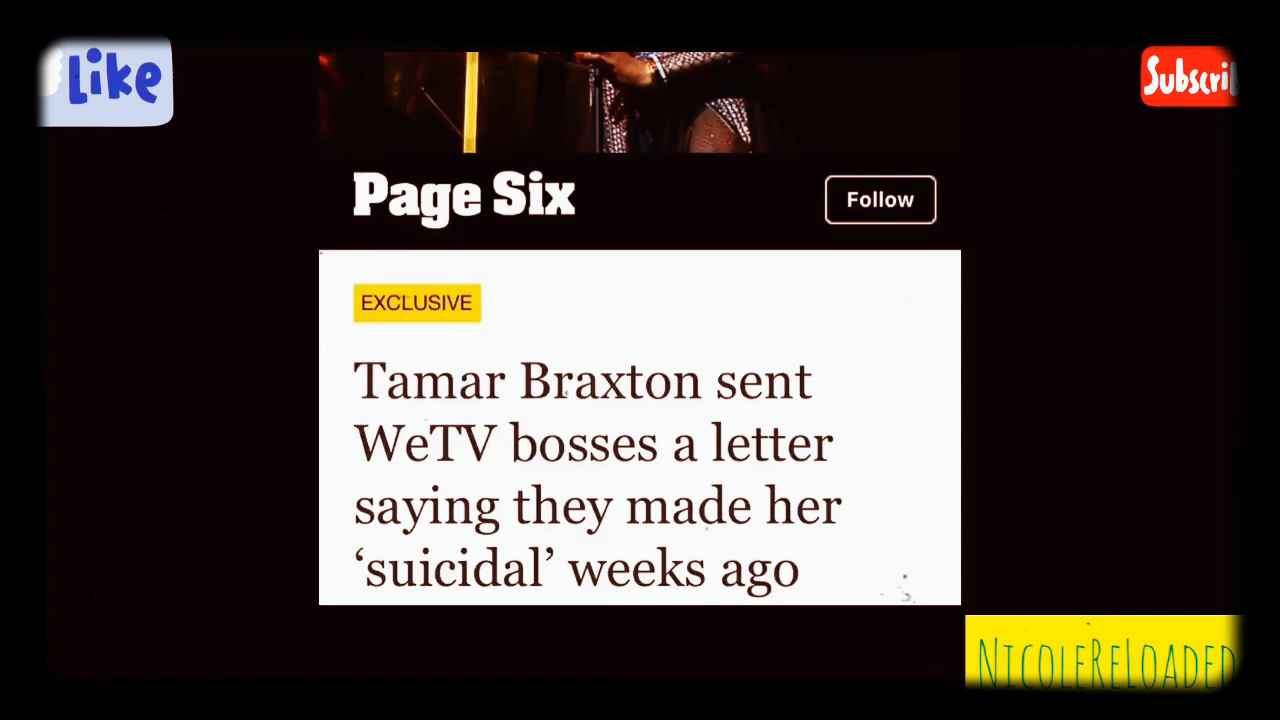 Like
Subscri
Page Six
Follow
EXCLUSIVE
Tamar Braxton sent
WeTV bosses a letter
saying they made her
‘suicidal’ weeks ago
NICOLERELOADED